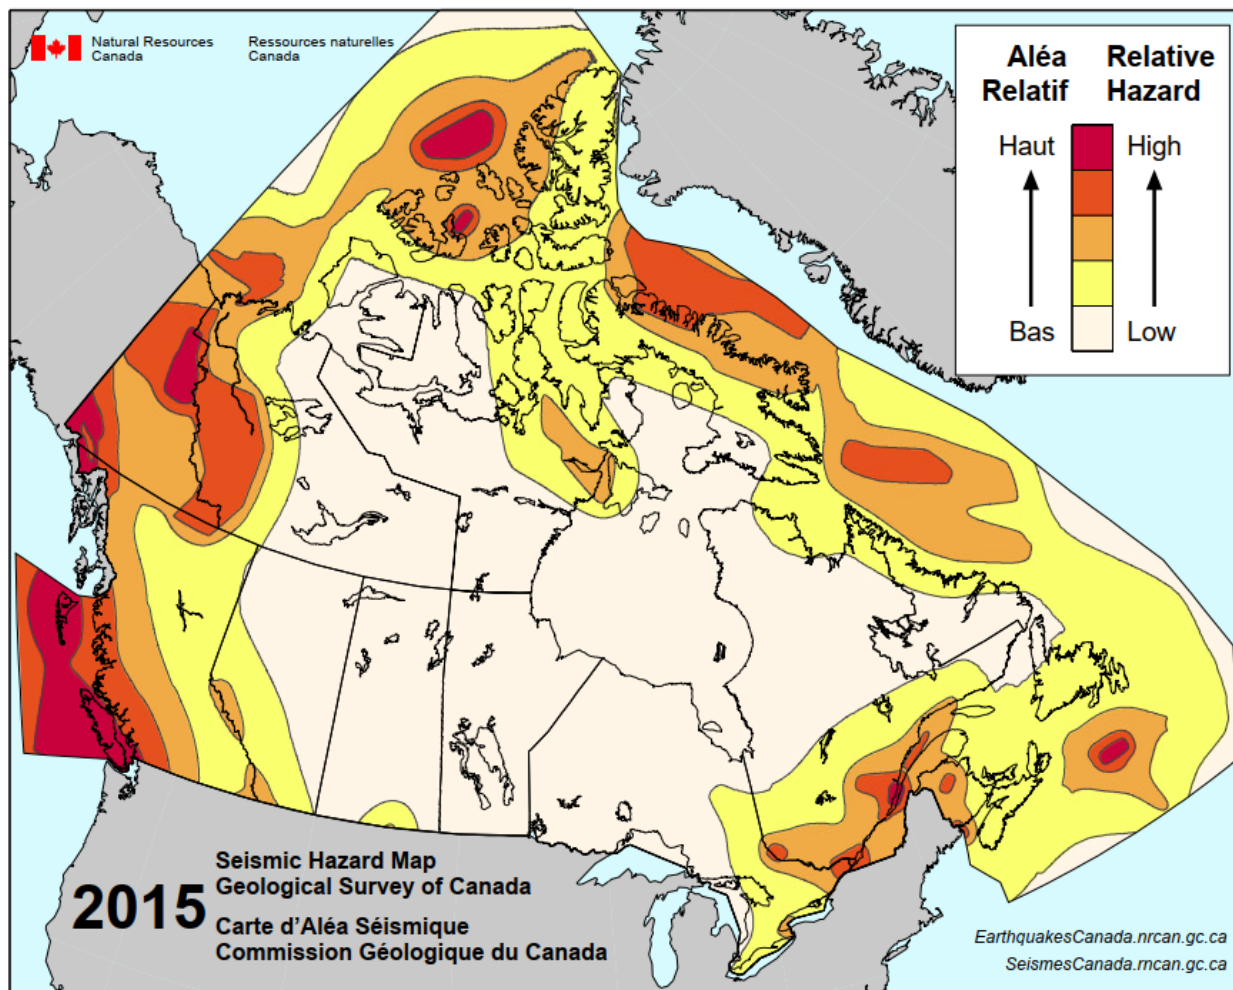 Natural Resources
Canada
Ressources naturelles
Canada
Aléa
Relatif
Relative
Hazard
Haut
High
Bas
Low
2015
Seismic Hazard Map
Geological Survey of Canada
Carte d'Aléa Séismique
Commission Géologique du Canada
EarthquakesCanada.nrcan.gc.ca
SeismesCanada.rncan.gc.ca